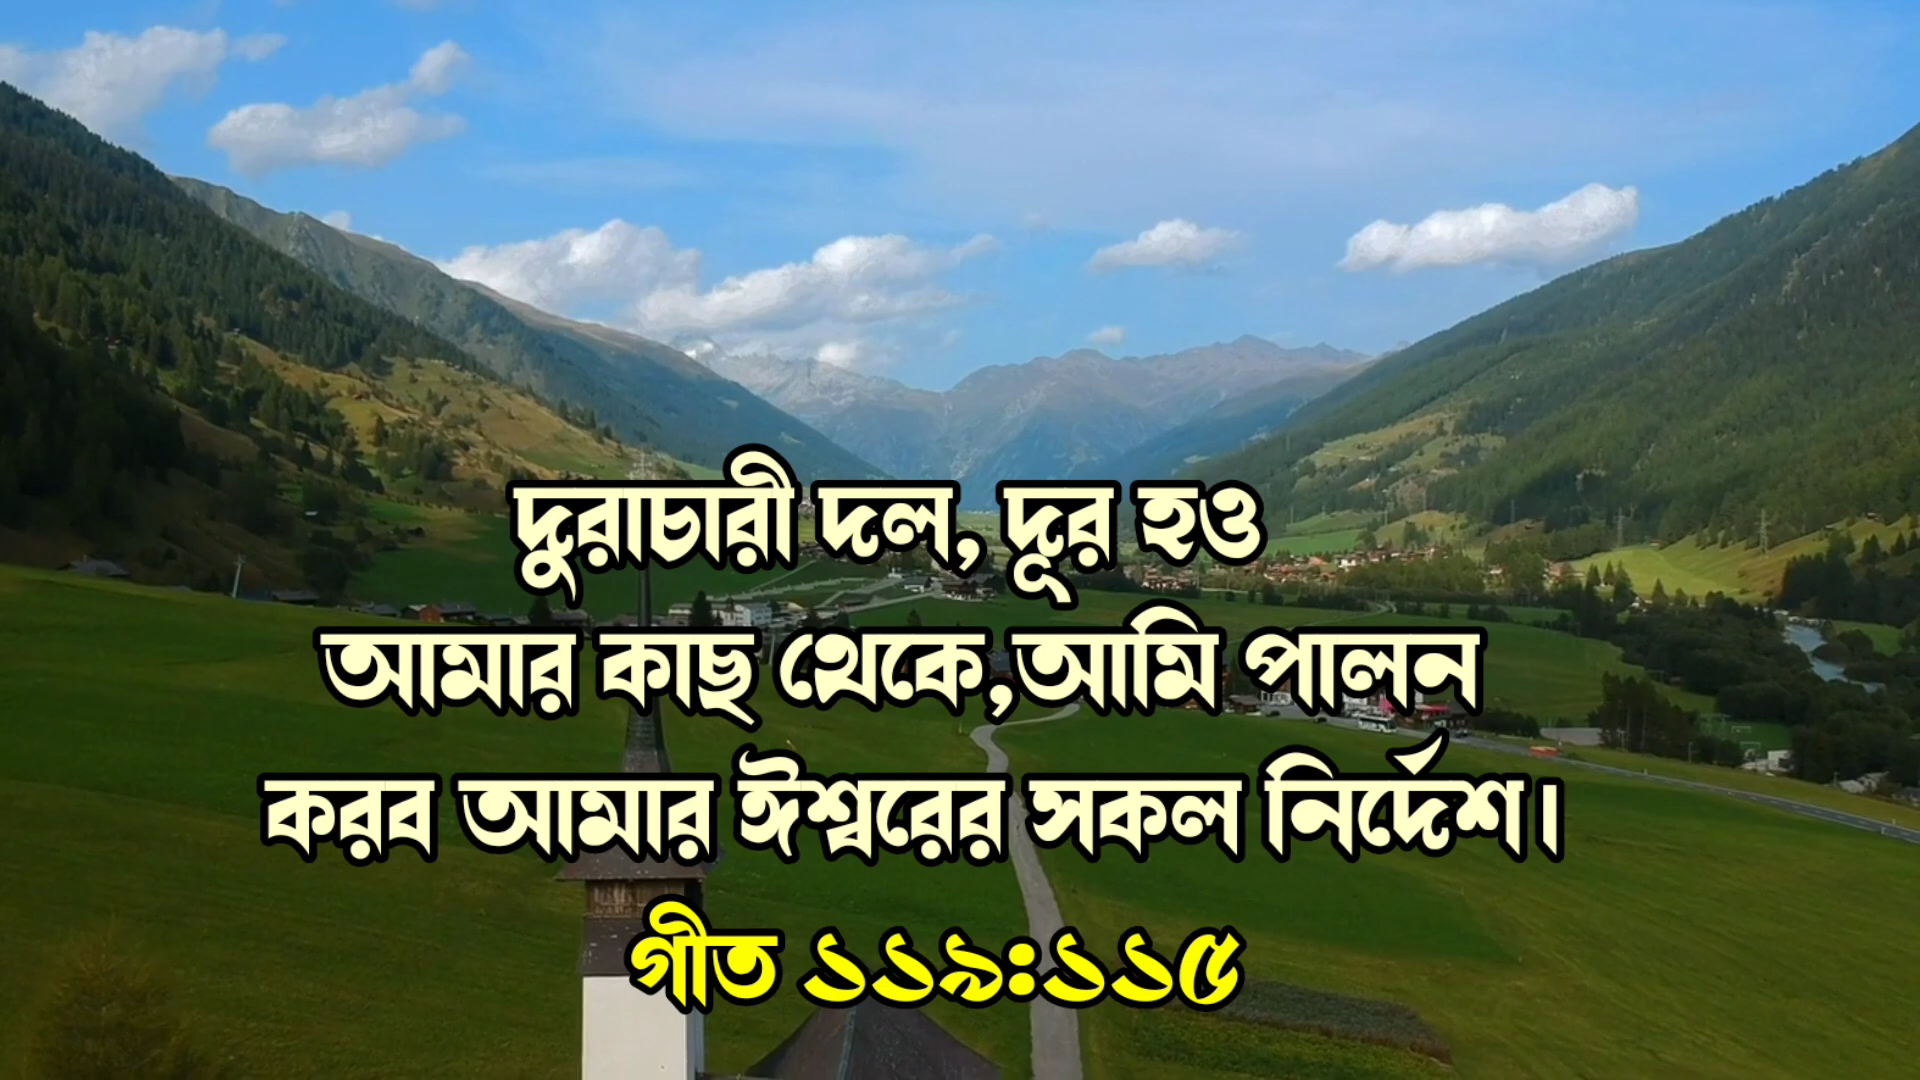 দুরাচারী দল, দূর হও
আমার কাছ থেকে,আমি পালন
করব আমার ঈশ্বরের সকল নির্দেশ।
গীত ১১৯:১১৫